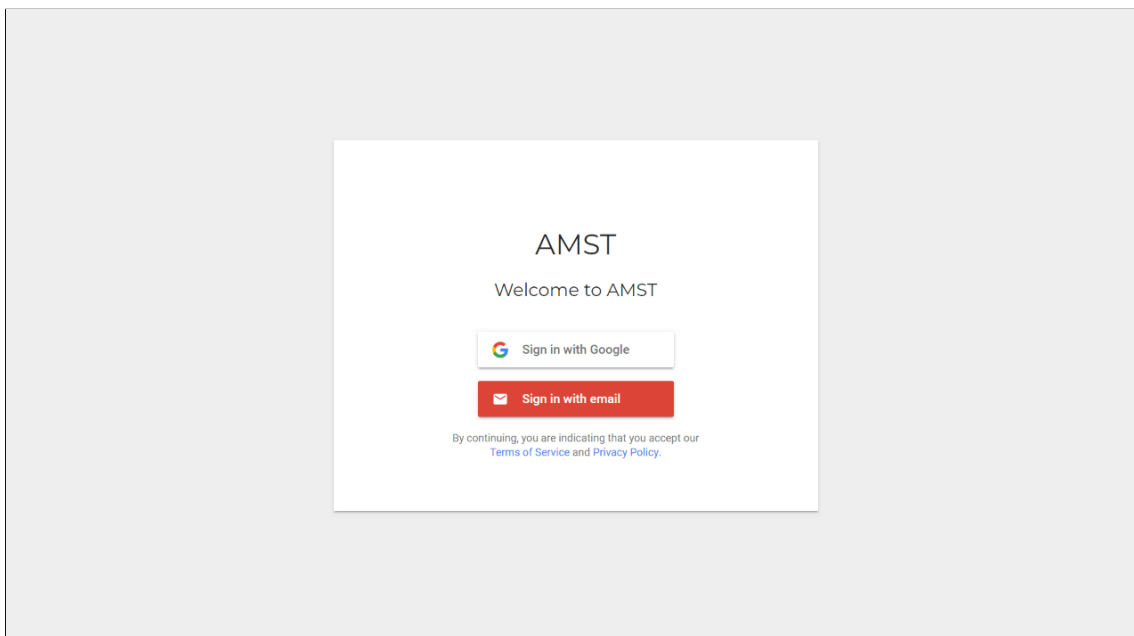 AMST
Welcome to AMST
Sign in with Google
Sign in with email
By continuing, you are indicating that you accept our
Terms of Service and Privacy Policy.